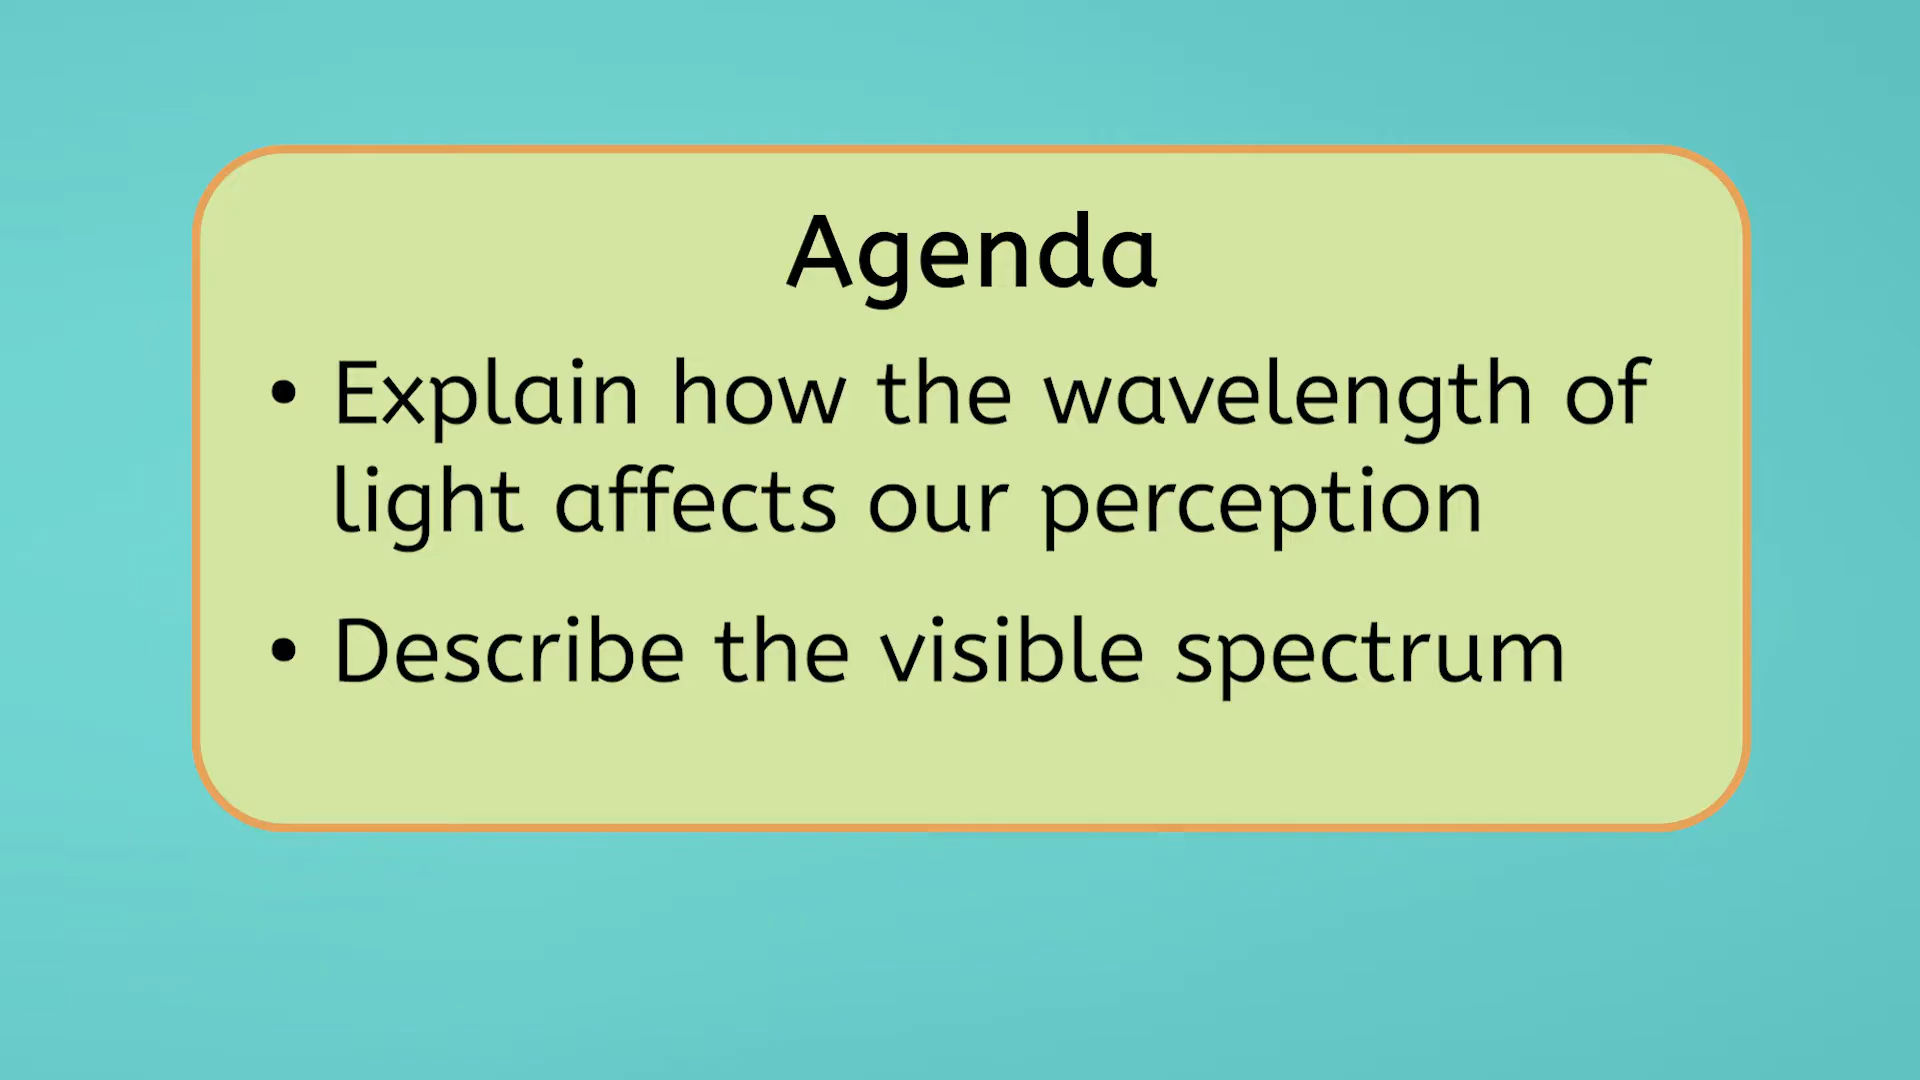 Agenda
• Explain how the wavelength of
light affects our perception
• Describe the visible spectrum